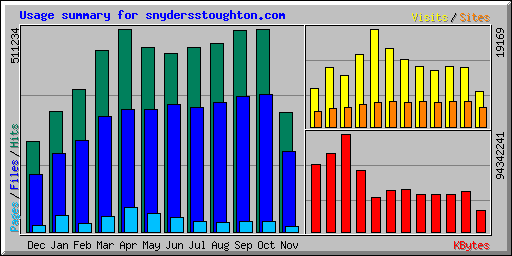 Usage summary for snydersstoughton.com
Visits / Sites
511234
19169
Pages / Files / Hits
94342241
Dec Jan Feb Mar Apr May Jun Jul Aug Sep Oct Nov
KBytes